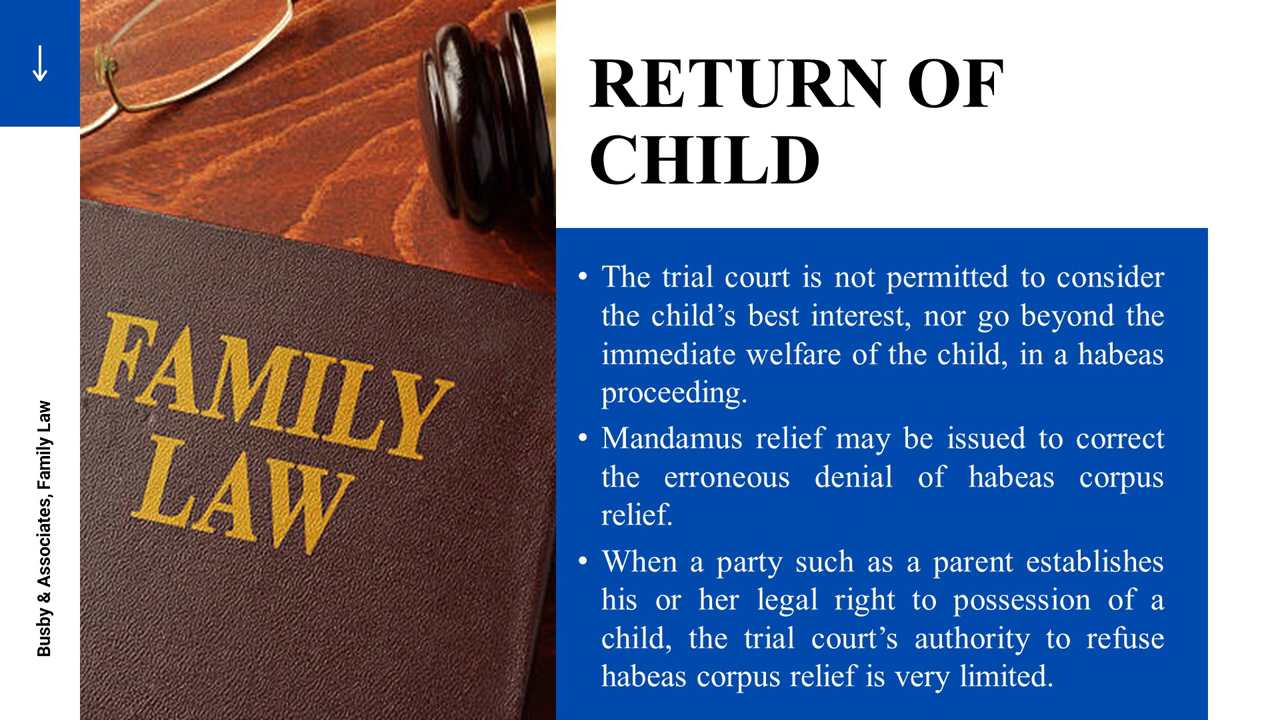 RETURN OF
CHILD
FAMILY
LAW
Busby & Associates, Family Law
• The trial court is not permitted to consider
the child’s best interest, nor go beyond the
immediate welfare of the child, in a habeas
proceeding.
• Mandamus relief may be issued to correct
the erroneous denial of habeas corpus
relief.
• When a party such as a parent establishes
his or her legal right to possession of a
child, the trial court’s authority to refuse
habeas corpus relief is very limited.